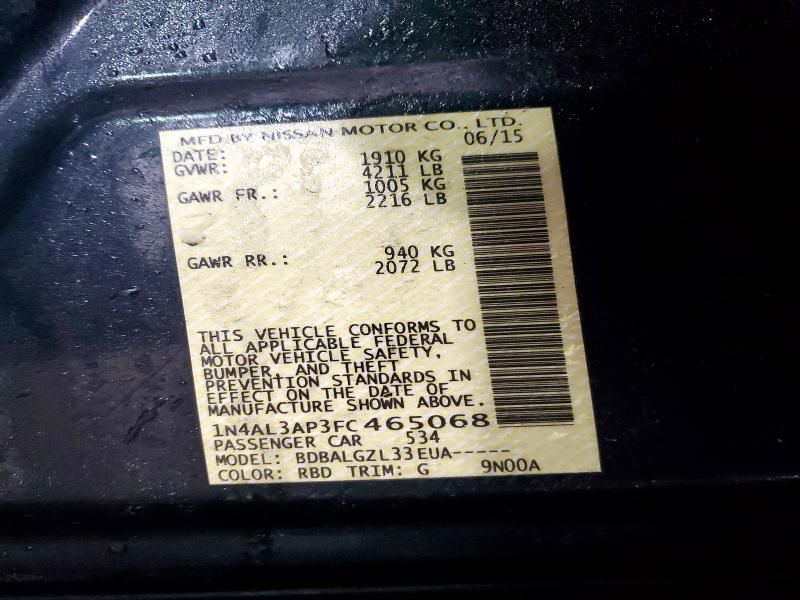 MFD BY NISSAN MOTOR CO., LTD.
DATE: 06/15
GVWR: 1910 KG
4211 LB
GAWR FR.: 1005 KG
2216 LB
GAWR RR.: 940 KG
2072 LB
THIS VEHICLE CONFORMS TO
ALL APPLICABLE FEDERAL
MOTOR VEHICLE SAFETY,
BUMPER, AND THEFT
PREVENTION STANDARDS IN
EFFECT ON THE DATE OF
MANUFACTURE SHOWN ABOVE.
1N4AL3AP3FC465068
PASSENGER CAR 534
MODEL: BDBALGZL33EUA-----
COLOR: RBD TRIM: G 9N00A